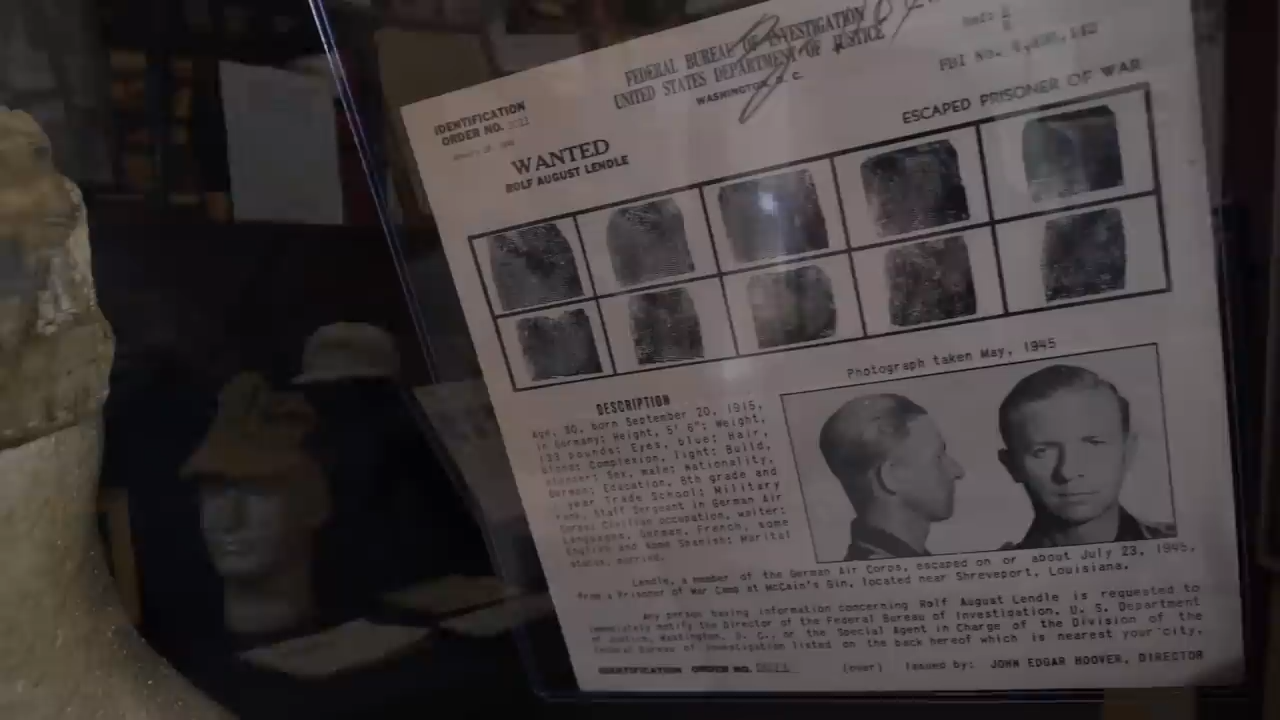 FEDERAL BUREAU OF INVESTIGATION
UNITED STATES DEPARTMENT OF JUSTICE
WASHINGTON, D. C.
FBI No.
IDENTIFICATION
ORDER NO.
ESCAPED PRISONER OF WAR
WANTED
ROLF AUGUST LENDLE
Photograph taken May, 1945
DESCRIPTION
Age, 30, born September 20, 1915,
in Germany; Height, 5' 6"; Weight,
133 pounds; Eyes, blue; Hair,
blond; Complexion, light; Build,
slender; Sex, male; Nationality,
German; Education, 8th grade and
year Trade School; Military
rank, Staff Sergeant in German Air
Corps; Civilian occupation, waiter;
Languages, German, French, some
English and some Spanish; Marital
status, married.
Lendle, a member of the German Air Corps, escaped on or about July 23, 1945,
from a Prisoner of War Camp at McCain's Gin, located near Shreveport, Louisiana.
Any person having information concerning Rolf August Lendle is requested to
immediately notify the Director of the Federal Bureau of Investigation, U. S. Department
of Justice, Washington, D. C., or the Special Agent in Charge of the Division of the
Federal Bureau of Investigation listed on the back hereof which is nearest your city.
IDENTIFICATION ORDER NO. (over) Issued by: JOHN EDGAR HOOVER, DIRECTOR